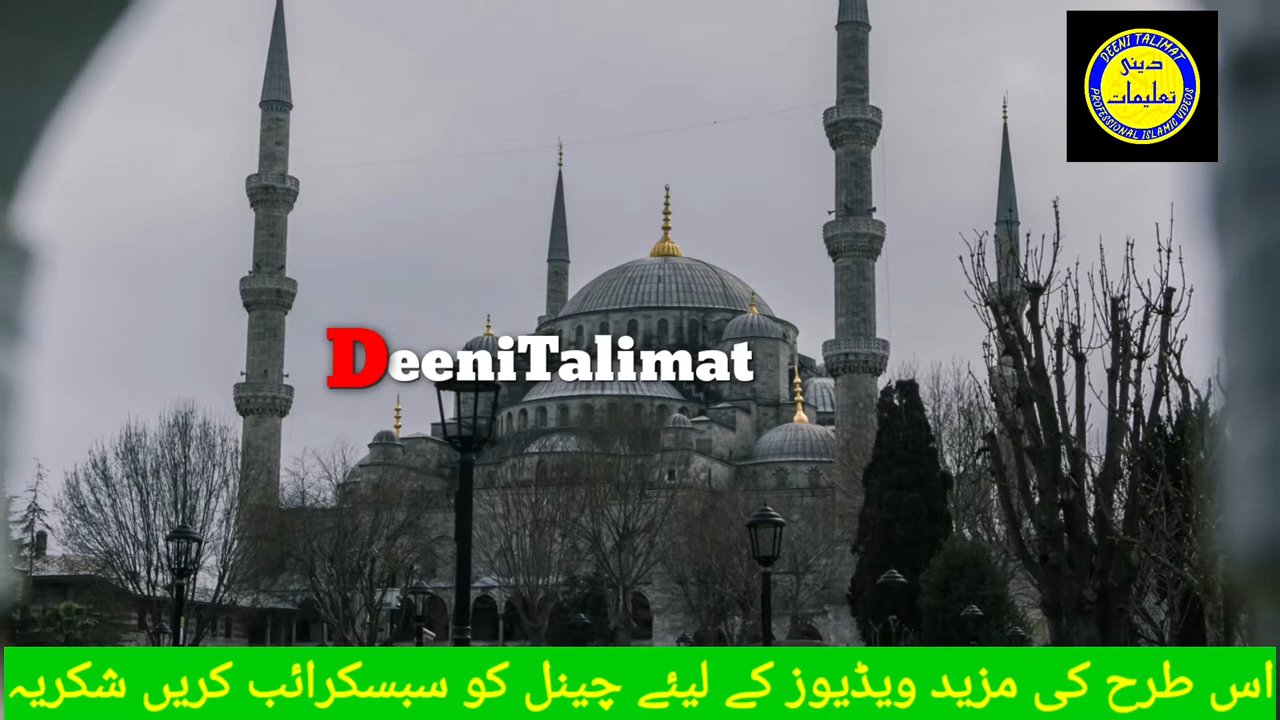 DEENI TALIMAT
دینی
تعلیمات
PROFESSIONAL ISLAMIC VIDEOS
DeeniTalimat
اس طرح کی مزید ویڈیوز کے لیئے چینل کو سبسکرائب کریں شکریہ